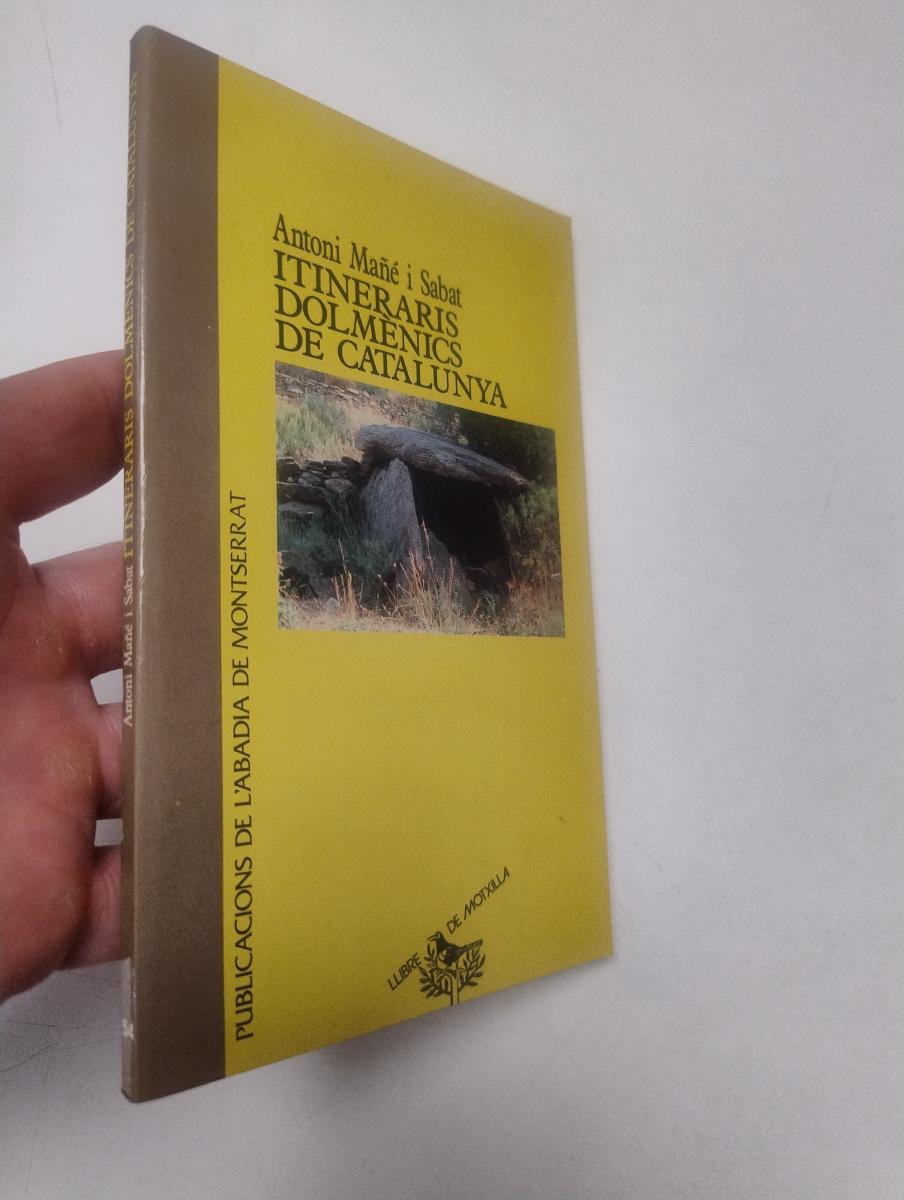 Antoni Mañé i Sabat
ITINERARIS
DOLMÈNICS
DE CATALUNYA
PUBLICACIONS DE L'ABADIA DE MONTSERRAT
LLIBRE DE MOTXILLA
Antoni Mañé i Sabat ITINERARIS DOLMÈNICS DE CATALUNYA
54